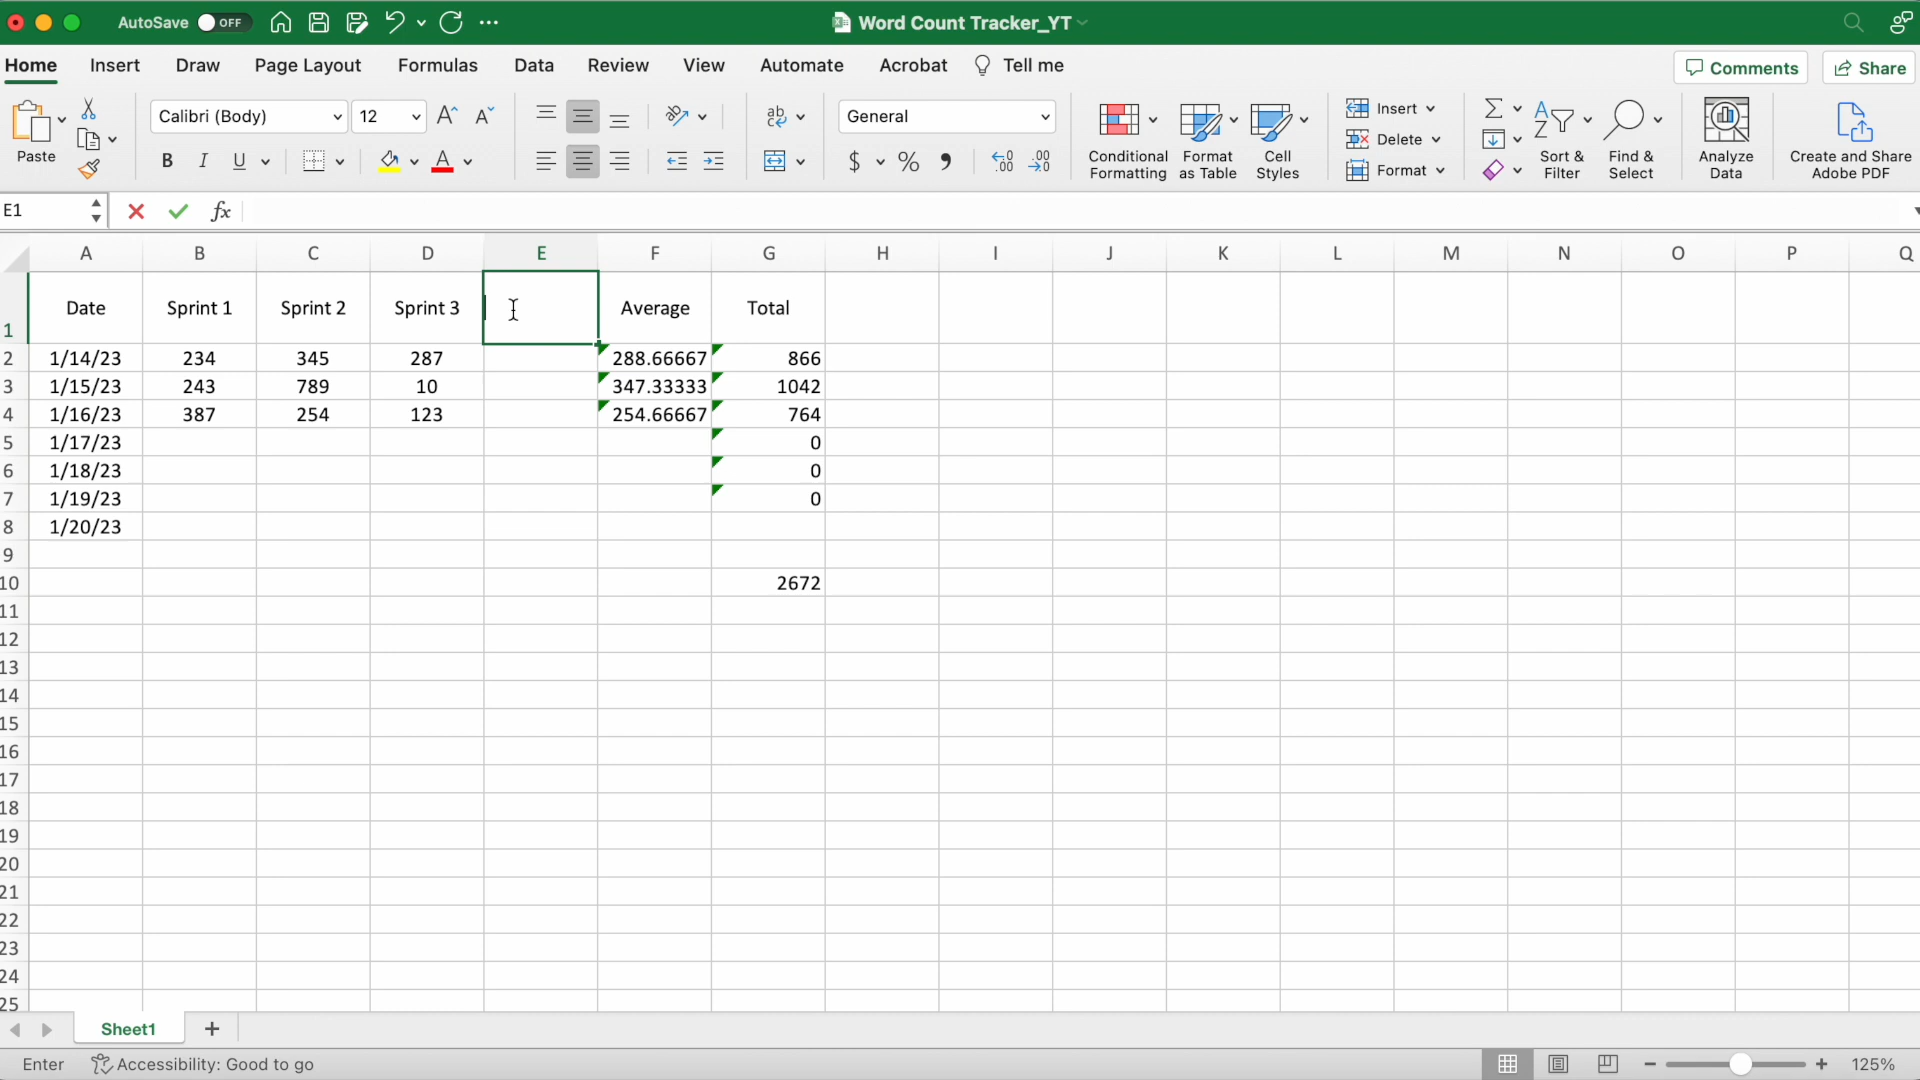 AutoSave OFF Word Count Tracker_YT
Home Insert Draw Page Layout Formulas Data Review View Automate Acrobat Tell me Comments Share
Paste Calibri (Body) 12 General Conditional Formatting Format as Table Cell Styles Insert Delete Format Sort & Filter Find & Select Analyze Data Create and Share Adobe PDF
E1 fx
A B C D E F G H I J K L M N O P Q
1 Date Sprint 1 Sprint 2 Sprint 3 Average Total
2 1/14/23 234 345 287 288.66667 866
3 1/15/23 243 789 10 347.33333 1042
4 1/16/23 387 254 123 254.66667 764
5 1/17/23 0
6 1/18/23 0
7 1/19/23 0
8 1/20/23
9
10 2672
11
12
13
14
15
16
17
18
19
20
21
22
23
24
25
Sheet1
Enter Accessibility: Good to go 125%